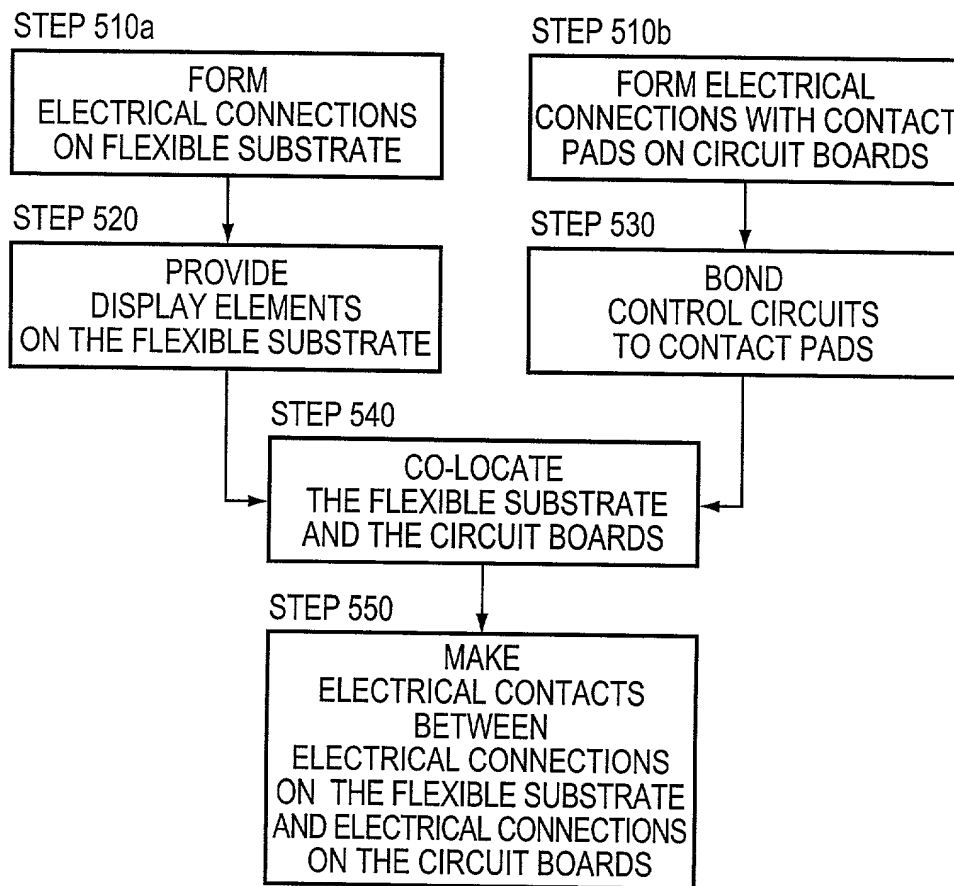 STEP 510a
FORM
ELECTRICAL CONNECTIONS
ON FLEXIBLE SUBSTRATE
STEP 510b
FORM ELECTRICAL
CONNECTIONS WITH CONTACT
PADS ON CIRCUIT BOARDS
STEP 520
PROVIDE
DISPLAY ELEMENTS
ON THE FLEXIBLE SUBSTRATE
STEP 530
BOND
CONTROL CIRCUITS
TO CONTACT PADS
STEP 540
CO-LOCATE
THE FLEXIBLE SUBSTRATE
AND THE CIRCUIT BOARDS
STEP 550
MAKE
ELECTRICAL CONTACTS
BETWEEN
ELECTRICAL CONNECTIONS
ON THE FLEXIBLE SUBSTRATE
AND ELECTRICAL CONNECTIONS
ON THE CIRCUIT BOARDS